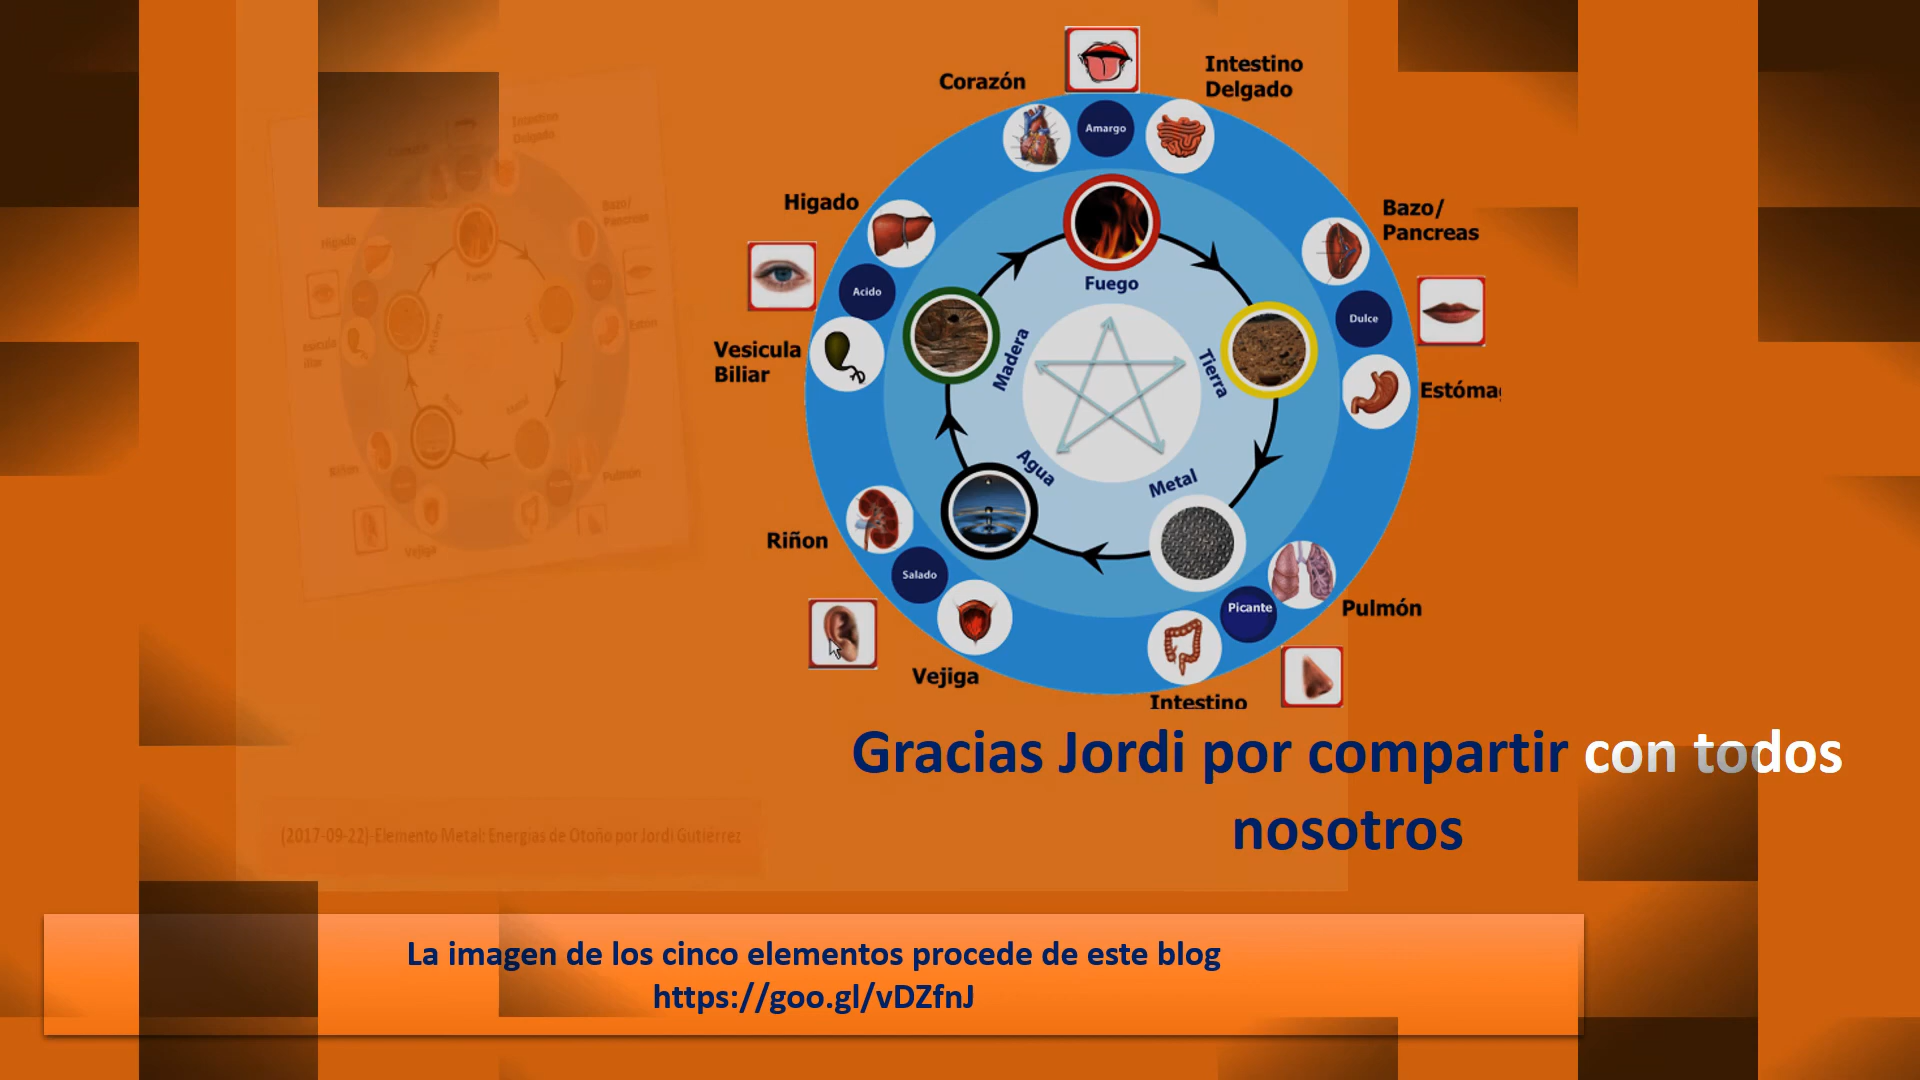 Corazón
Intestino
Delgado
Amargo
Higado
Bazo/
Pancreas
Acido
Dulce
Fuego
Vesicula
Biliar
Madera
Tierra
Estómag
Agua
Metal
Riñon
Salado
Picante
Pulmón
Vejiga
Intestino
Gracias Jordi por compartir con todos
nosotros
(2017-09-22)-Elemento Metal: Energias de Otoño por Jordi Gutiérrez
La imagen de los cinco elementos procede de este blog
https://goo.gl/vDZfnJ